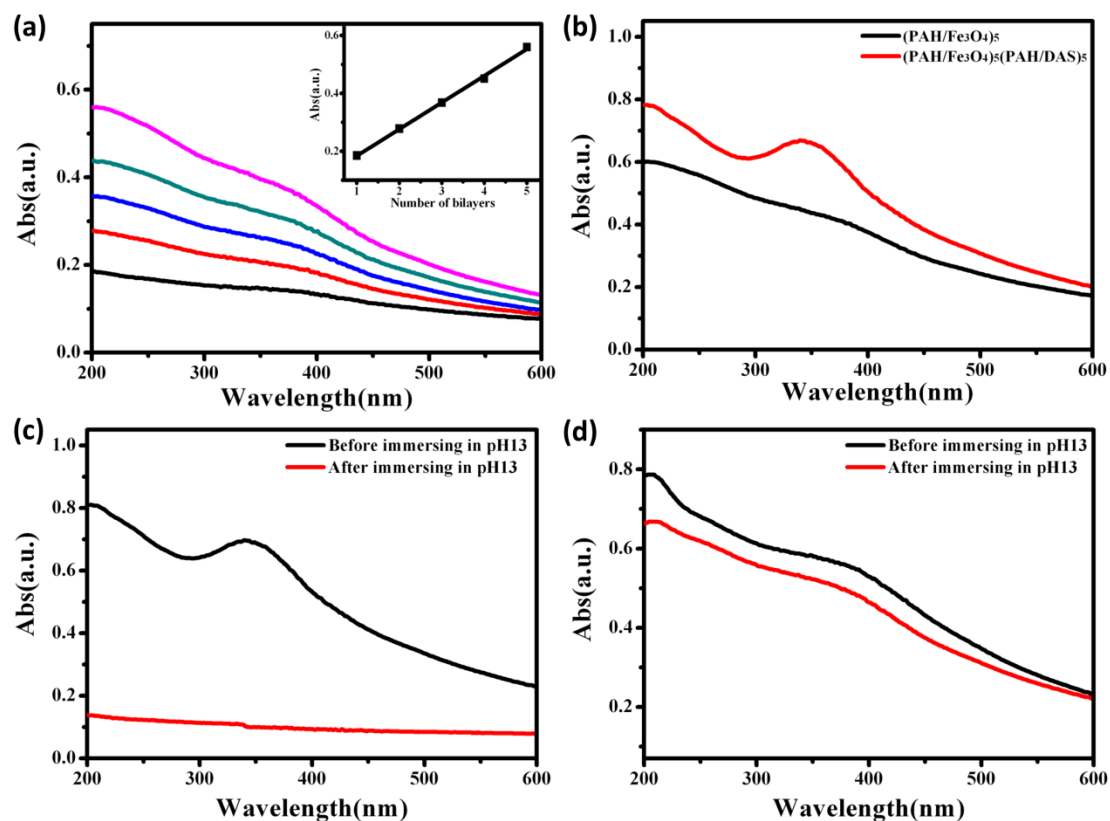 (a)
Abs(a.u.)
0.6
0.4
0.2
0.0
200 300 400 500 600
Wavelength(nm)
Abs(a.u.)
0.6
0.4
0.2
1 2 3 4 5
Number of bilayers
(b)
(PAH/Fe₃O₄)₅
(PAH/Fe₃O₄)₅(PAH/DAS)₅
Abs(a.u.)
1.0
0.8
0.6
0.4
0.2
0.0
200 300 400 500 600
Wavelength(nm)
(c)
Before immersing in pH13
After immersing in pH13
Abs(a.u.)
1.0
0.8
0.6
0.4
0.2
0.0
200 300 400 500 600
Wavelength(nm)
(d)
Before immersing in pH13
After immersing in pH13
Abs(a.u.)
0.8
0.6
0.4
0.2
200 300 400 500 600
Wavelength(nm)